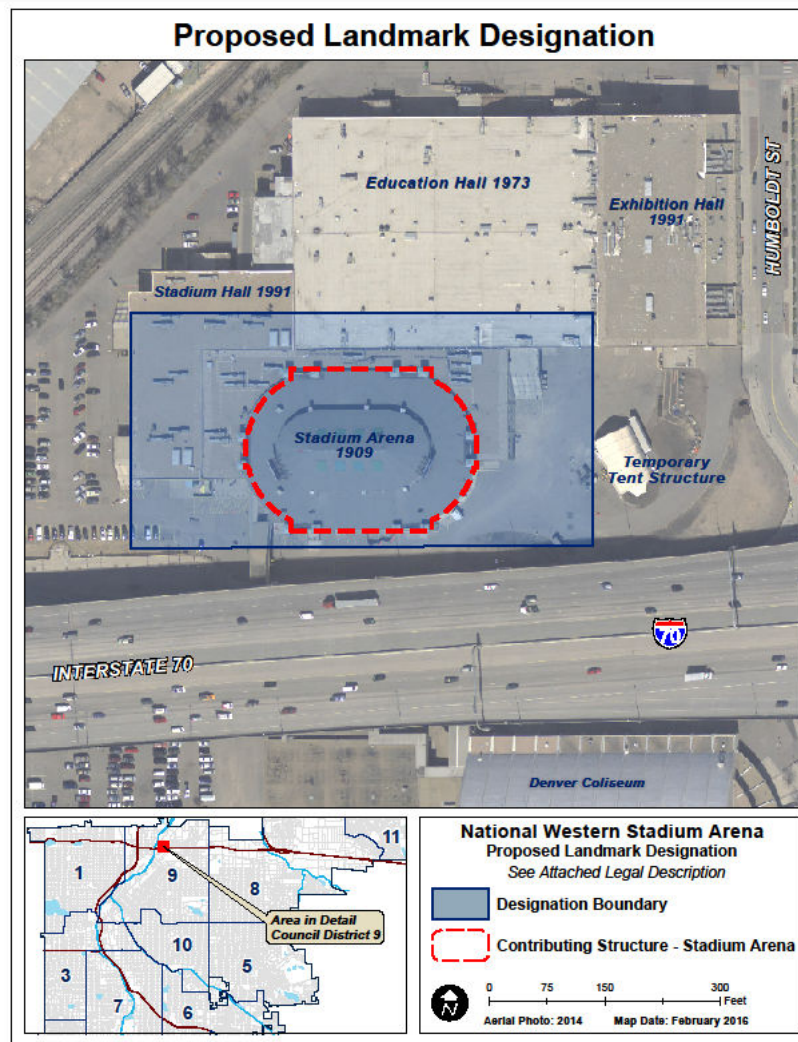 Proposed Landmark Designation
Education Hall 1973
Exhibition Hall
1991
HUMBOLDT ST
Stadium Hall 1991
Stadium Arena
1909
Temporary
Tent Structure
70
INTERSTATE 70
Denver Coliseum
11
1
9
8
Area in Detail
Council District 9
10
3
5
7
6
National Western Stadium Arena
Proposed Landmark Designation
See Attached Legal Description
Designation Boundary
Contributing Structure - Stadium Arena
N
0 75 150 300
Feet
Aerial Photo: 2014 Map Date: February 2016